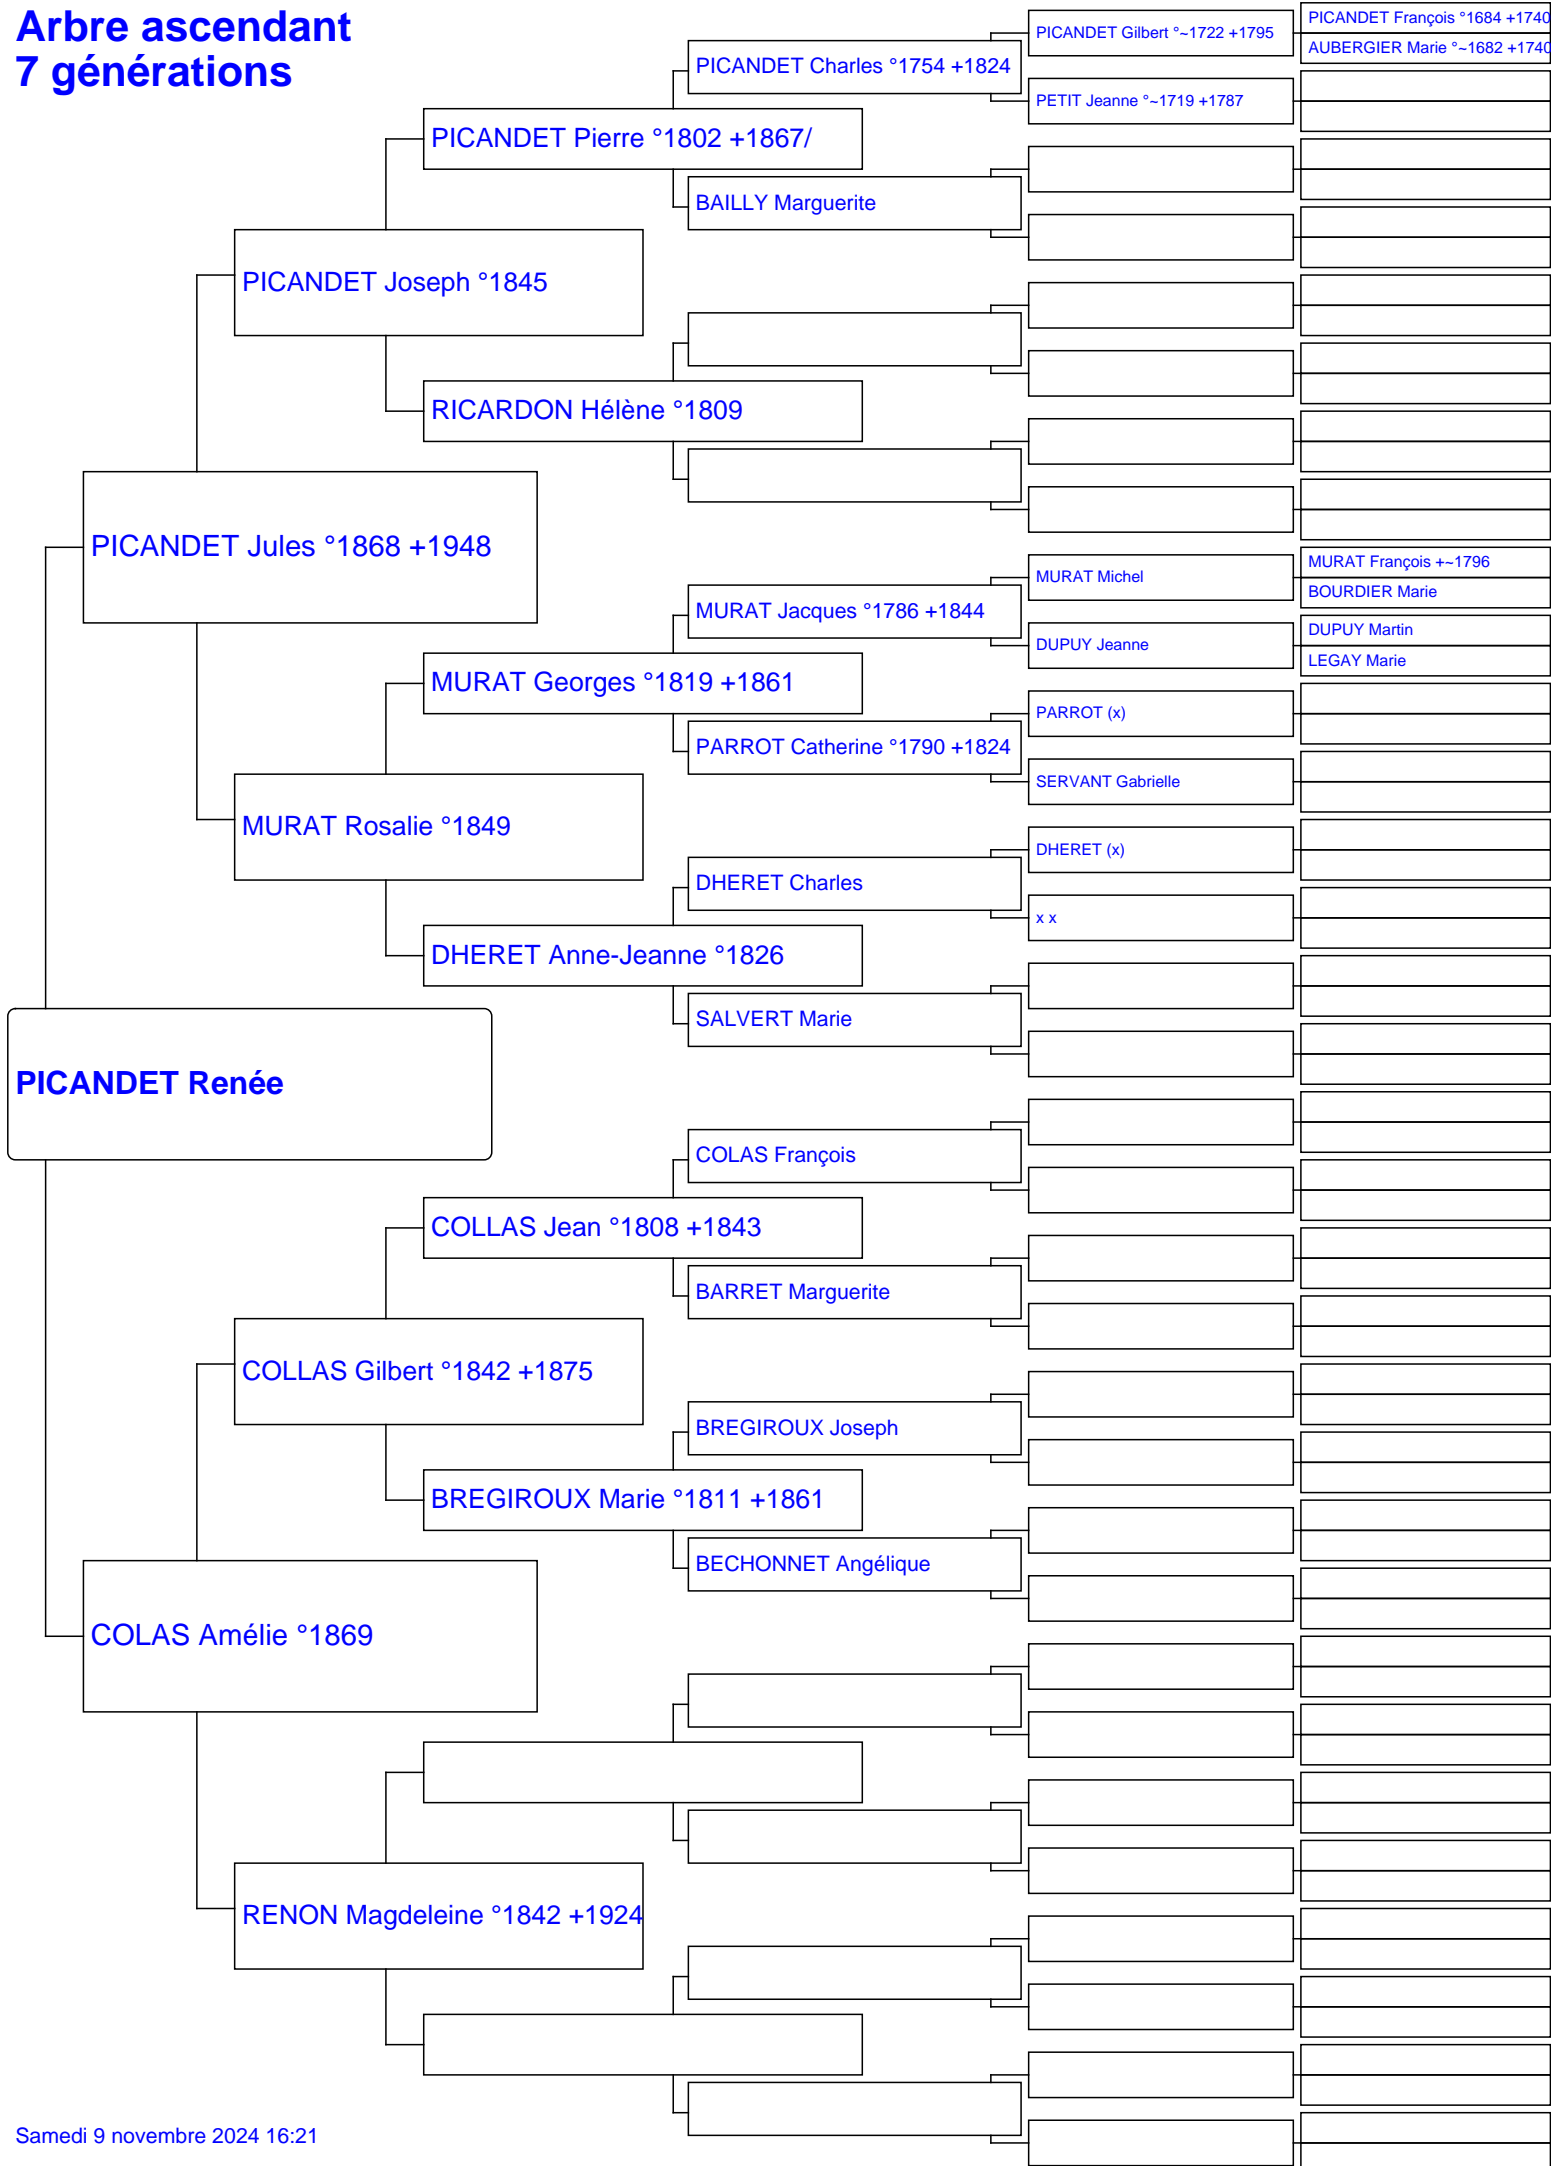 Arbre ascendant
7 générations
PICANDET François °1684 +1740
PICANDET Gilbert °~1722 +1795
AUBERGIER Marie °~1682 +1740
PICANDET Charles °1754 +1824
PETIT Jeanne °~1719 +1787
PICANDET Pierre °1802 +1867/
BAILLY Marguerite
PICANDET Joseph °1845
RICARDON Hélène °1809
PICANDET Jules °1868 +1948
MURAT François +~1796
MURAT Michel
BOURDIER Marie
MURAT Jacques °1786 +1844
DUPUY Martin
DUPUY Jeanne
LEGAY Marie
MURAT Georges °1819 +1861
PARROT (x)
PARROT Catherine °1790 +1824
SERVANT Gabrielle
MURAT Rosalie °1849
DHERET (x)
DHERET Charles
x x
DHERET Anne-Jeanne °1826
SALVERT Marie
PICANDET Renée
COLAS François
COLLAS Jean °1808 +1843
BARRET Marguerite
COLLAS Gilbert °1842 +1875
BREGIROUX Joseph
BREGIROUX Marie °1811 +1861
BECHONNET Angélique
COLAS Amélie °1869
RENON Magdeleine °1842 +1924
Samedi 9 novembre 2024 16:21